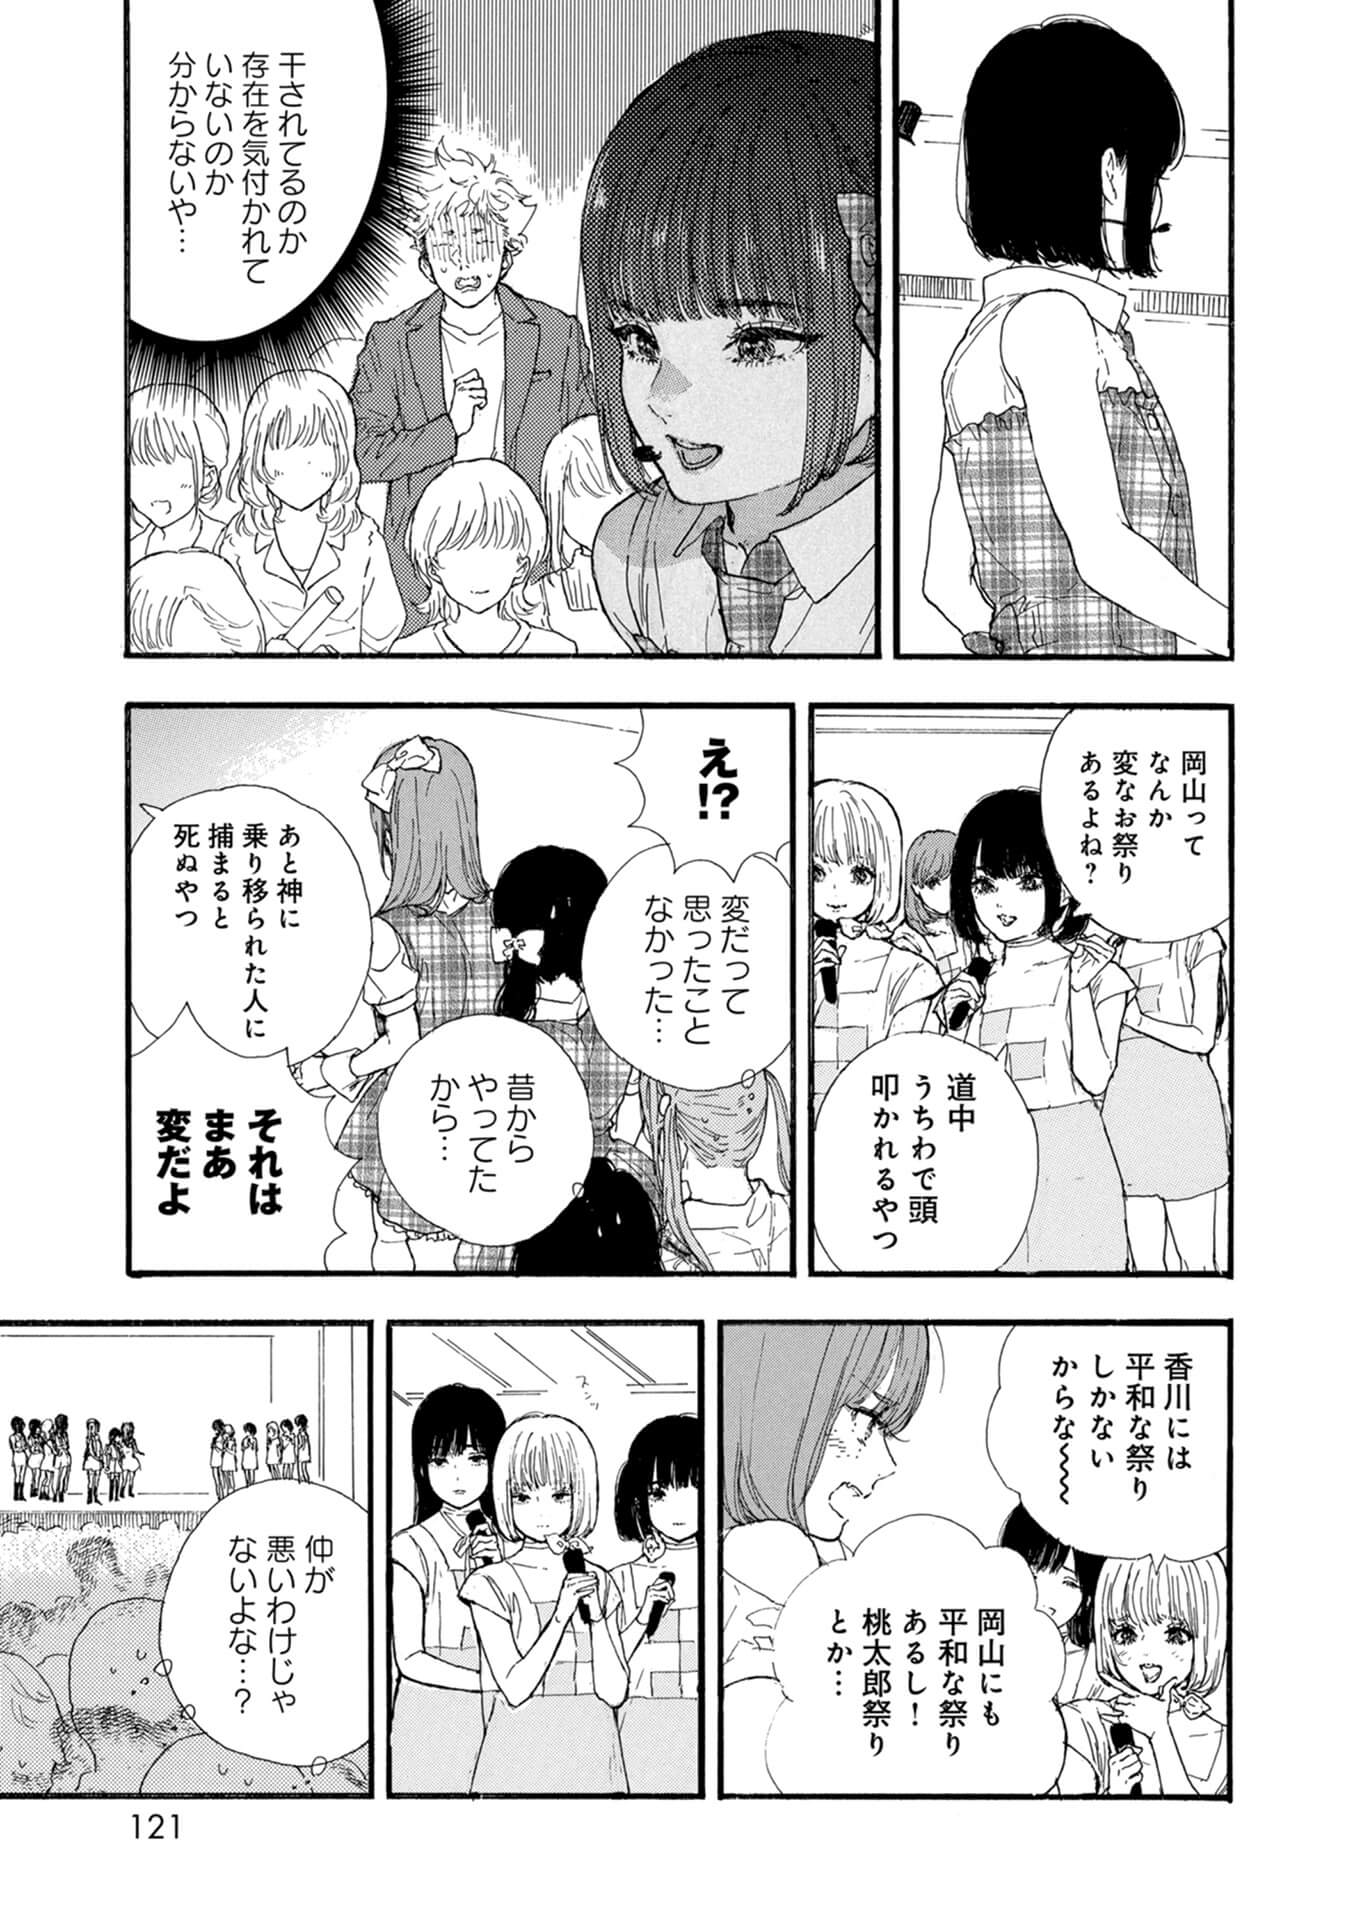 干されてるのか
存在を気付かれて
いないのか
分からないや…
岡山って
なんか
変なお祭り
あるよね？
道中
うちわで頭
叩かれるやつ
え!?
変だって
思ったこと
なかった…
昔から
やってた
から…
あと神に
乗り移られた人に
捕まると
死ぬやつ
それは
まあ
変だよ
香川には
平和な祭り
しかない
からな〜〜
岡山にも
平和な祭り
あるし！
桃太郎祭り
とか…
スッ
仲が
悪いわけじゃ
ないよな…？
121